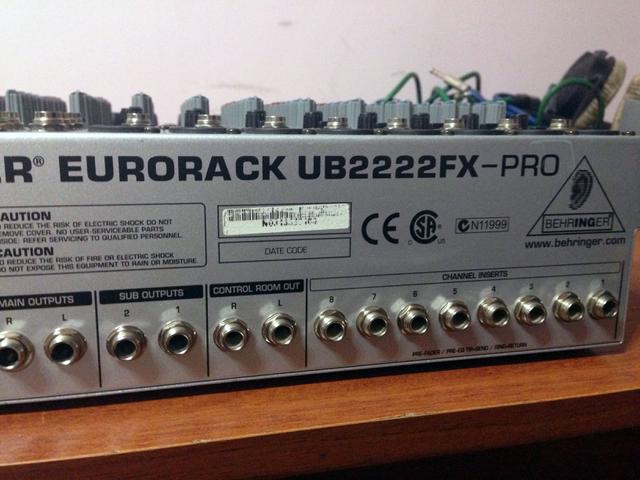 ER® EURORACK UB2222FX-PRO
CAUTION
REDUCE THE RISK OF ELECTRIC SHOCK DO NOT
REMOVE COVER. NO USER-SERVICEABLE PARTS
INSIDE: REFER SERVICING TO QUALIFIED PERSONNEL.
CAUTION
TO REDUCE THE RISK OF FIRE OR ELECTRIC SHOCK
DO NOT EXPOSE THIS EQUIPMENT TO RAIN OR MOISTURE.
DATE CODE
CE
C SA US
N11999
BEHRINGER
www.behringer.com
MAIN OUTPUTS
R L
SUB OUTPUTS
2 1
CONTROL ROOM OUT
R L
CHANNEL INSERTS
8 7 6 5 4 3 2 1
PRE-FADER / PRE-EQ TIP=SEND / RING=RETURN